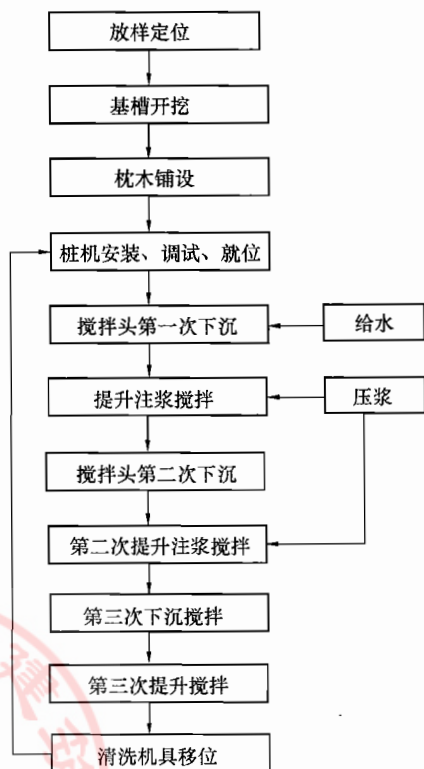 放样定位
基槽开挖
枕木铺设
桩机安装、调试、就位
搅拌头第一次下沉
给水
提升注浆搅拌
压浆
搅拌头第二次下沉
第二次提升注浆搅拌
第三次下沉搅拌
第三次提升搅拌
清洗机具移位